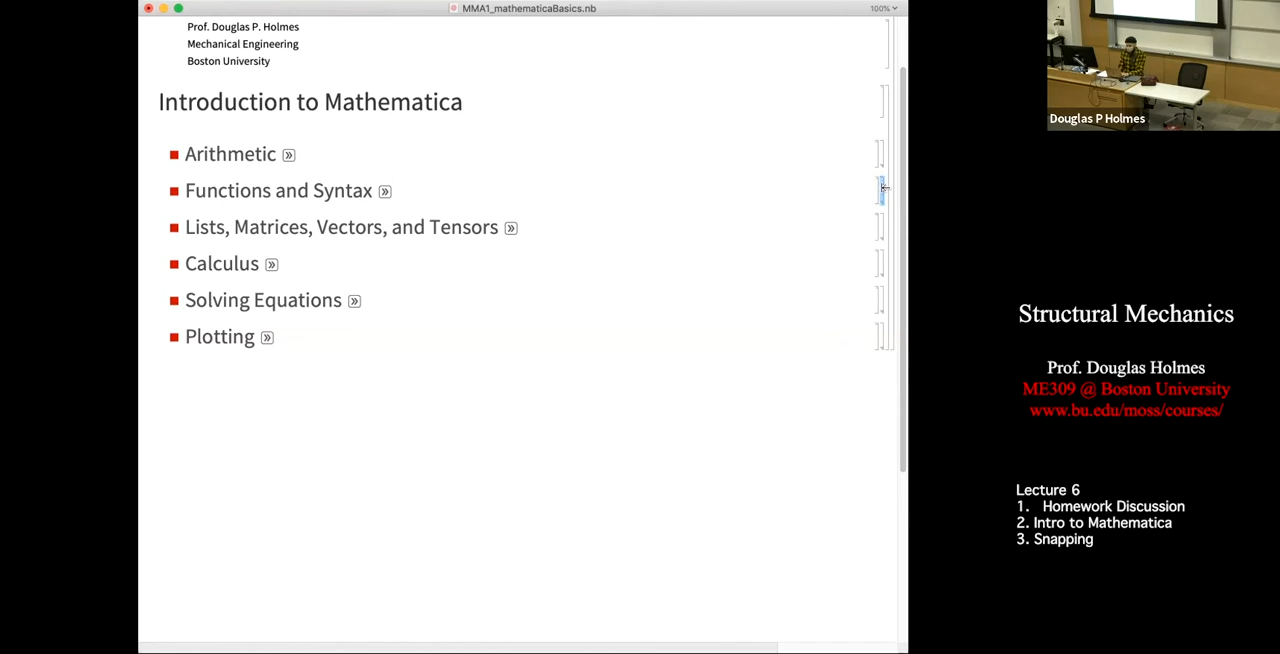 MMA1_mathematicaBasics.nb
100%
Prof. Douglas P. Holmes
Mechanical Engineering
Boston University
Introduction to Mathematica
Arithmetic
Functions and Syntax
Lists, Matrices, Vectors, and Tensors
Calculus
Solving Equations
Plotting
Douglas P Holmes
Structural Mechanics
Prof. Douglas Holmes
ME309 @ Boston University
www.bu.edu/moss/courses/
Lecture 6
1. Homework Discussion
2. Intro to Mathematica
3. Snapping